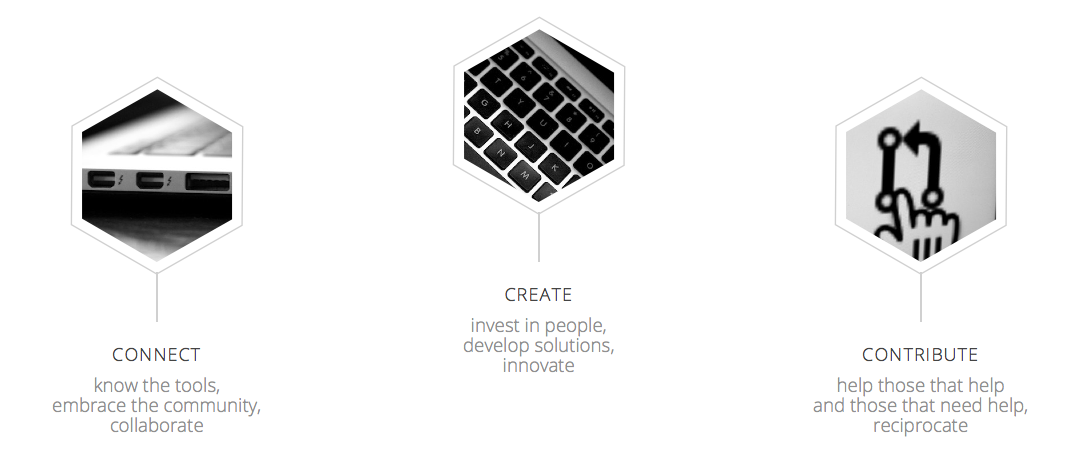 CONNECT
know the tools,
embrace the community,
collaborate
CREATE
invest in people,
develop solutions,
innovate
CONTRIBUTE
help those that help
and those that need help,
reciprocate
T
Y
U
G
H
J
I
B
N
K
O
M